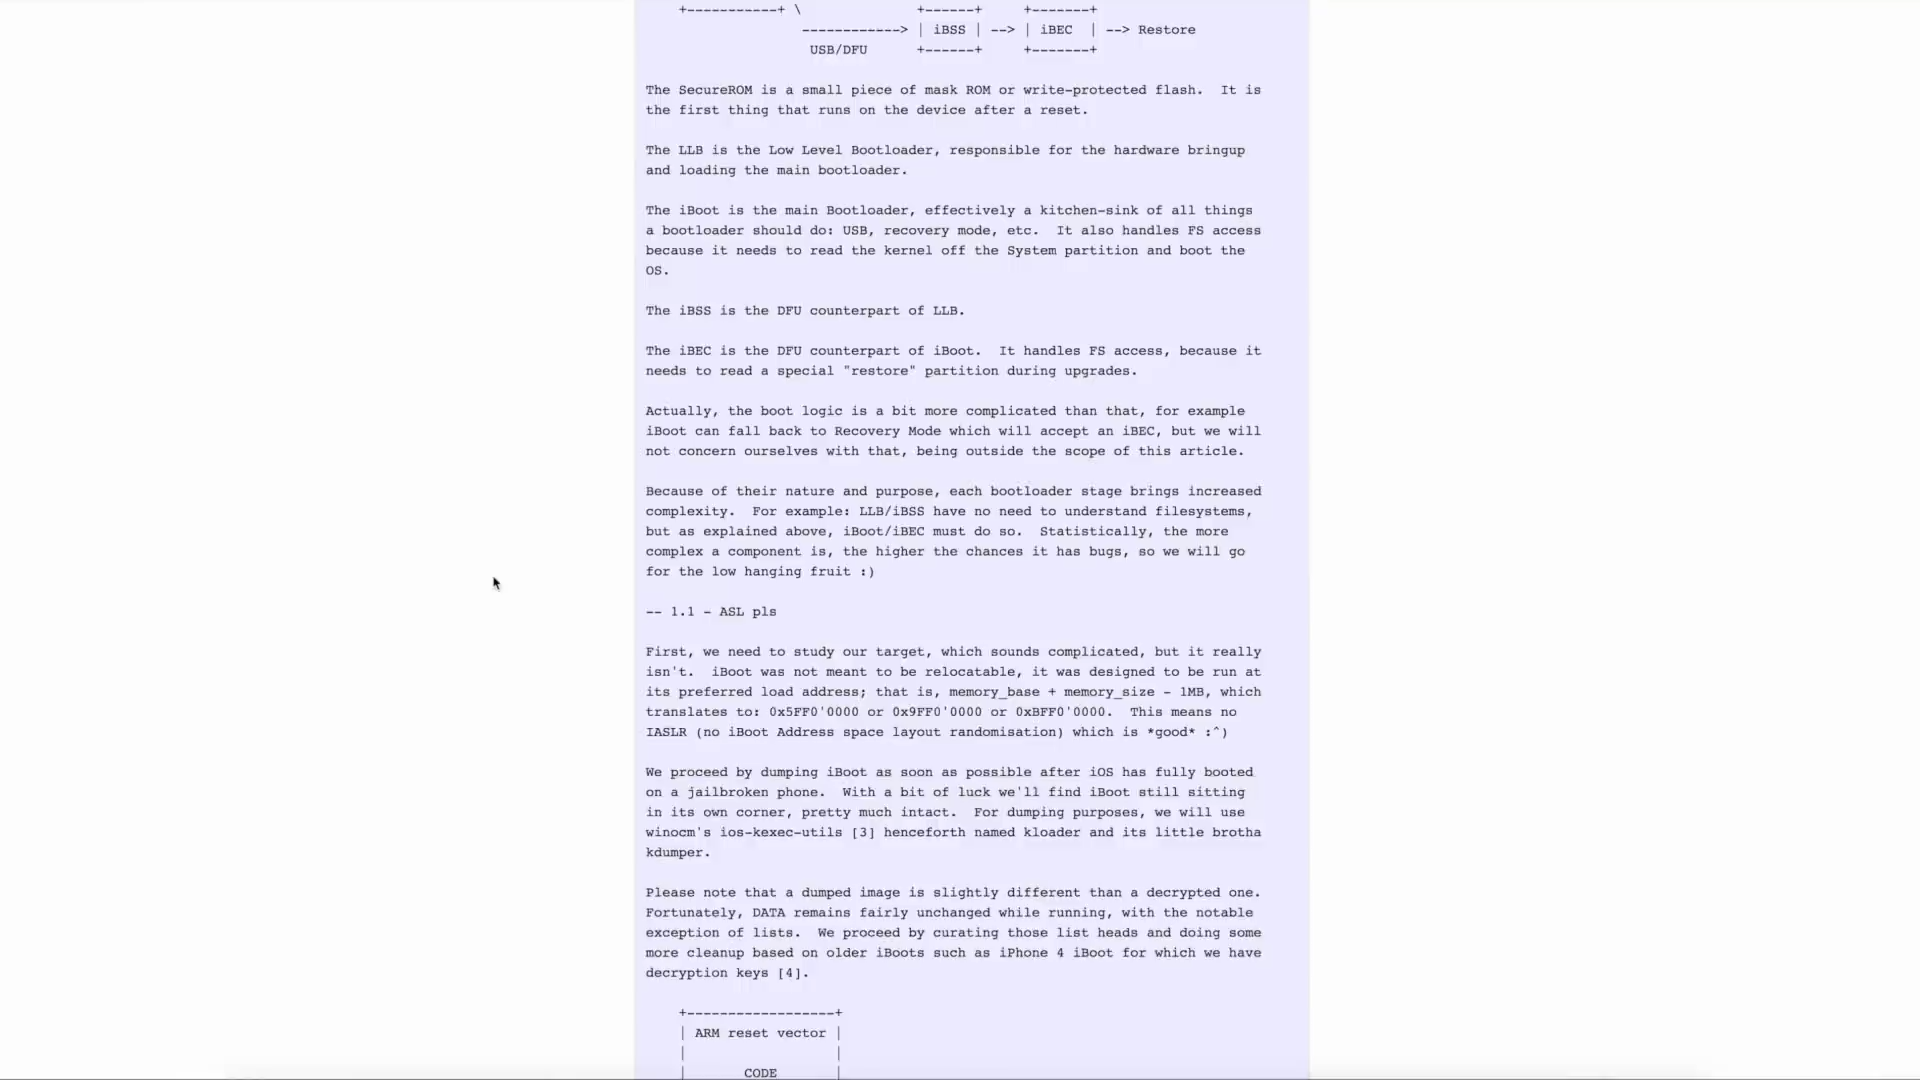 +-----------+ \ +------+ +-------+
------------> | iBSS | --> | iBEC | --> Restore
USB/DFU +------+ +-------+
The SecureROM is a small piece of mask ROM or write-protected flash. It is
the first thing that runs on the device after a reset.
The LLB is the Low Level Bootloader, responsible for the hardware bringup
and loading the main bootloader.
The iBoot is the main Bootloader, effectively a kitchen-sink of all things
a bootloader should do: USB, recovery mode, etc. It also handles FS access
because it needs to read the kernel off the System partition and boot the
OS.
The iBSS is the DFU counterpart of LLB.
The iBEC is the DFU counterpart of iBoot. It handles FS access, because it
needs to read a special "restore" partition during upgrades.
Actually, the boot logic is a bit more complicated than that, for example
iBoot can fall back to Recovery Mode which will accept an iBEC, but we will
not concern ourselves with that, being outside the scope of this article.
Because of their nature and purpose, each bootloader stage brings increased
complexity. For example: LLB/iBSS have no need to understand filesystems,
but as explained above, iBoot/iBEC must do so. Statistically, the more
complex a component is, the higher the chances it has bugs, so we will go
for the low hanging fruit :)
-- 1.1 - ASL pls
First, we need to study our target, which sounds complicated, but it really
isn't. iBoot was not meant to be relocatable, it was designed to be run at
its preferred load address; that is, memory_base + memory_size - 1MB, which
translates to: 0x5FF0'0000 or 0x9FF0'0000 or 0xBFF0'0000. This means no
IASLR (no iBoot Address space layout randomisation) which is *good* :^)
We proceed by dumping iBoot as soon as possible after iOS has fully booted
on a jailbroken phone. With a bit of luck we'll find iBoot still sitting
in its own corner, pretty much intact. For dumping purposes, we will use
winocm's ios-kexec-utils [3] henceforth named kloader and its little brotha
kdumper.
Please note that a dumped image is slightly different than a decrypted one.
Fortunately, DATA remains fairly unchanged while running, with the notable
exception of lists. We proceed by curating those list heads and doing some
more cleanup based on older iBoots such as iPhone 4 iBoot for which we have
decryption keys [4].
+------------------+
| ARM reset vector |
| |
| CODE |